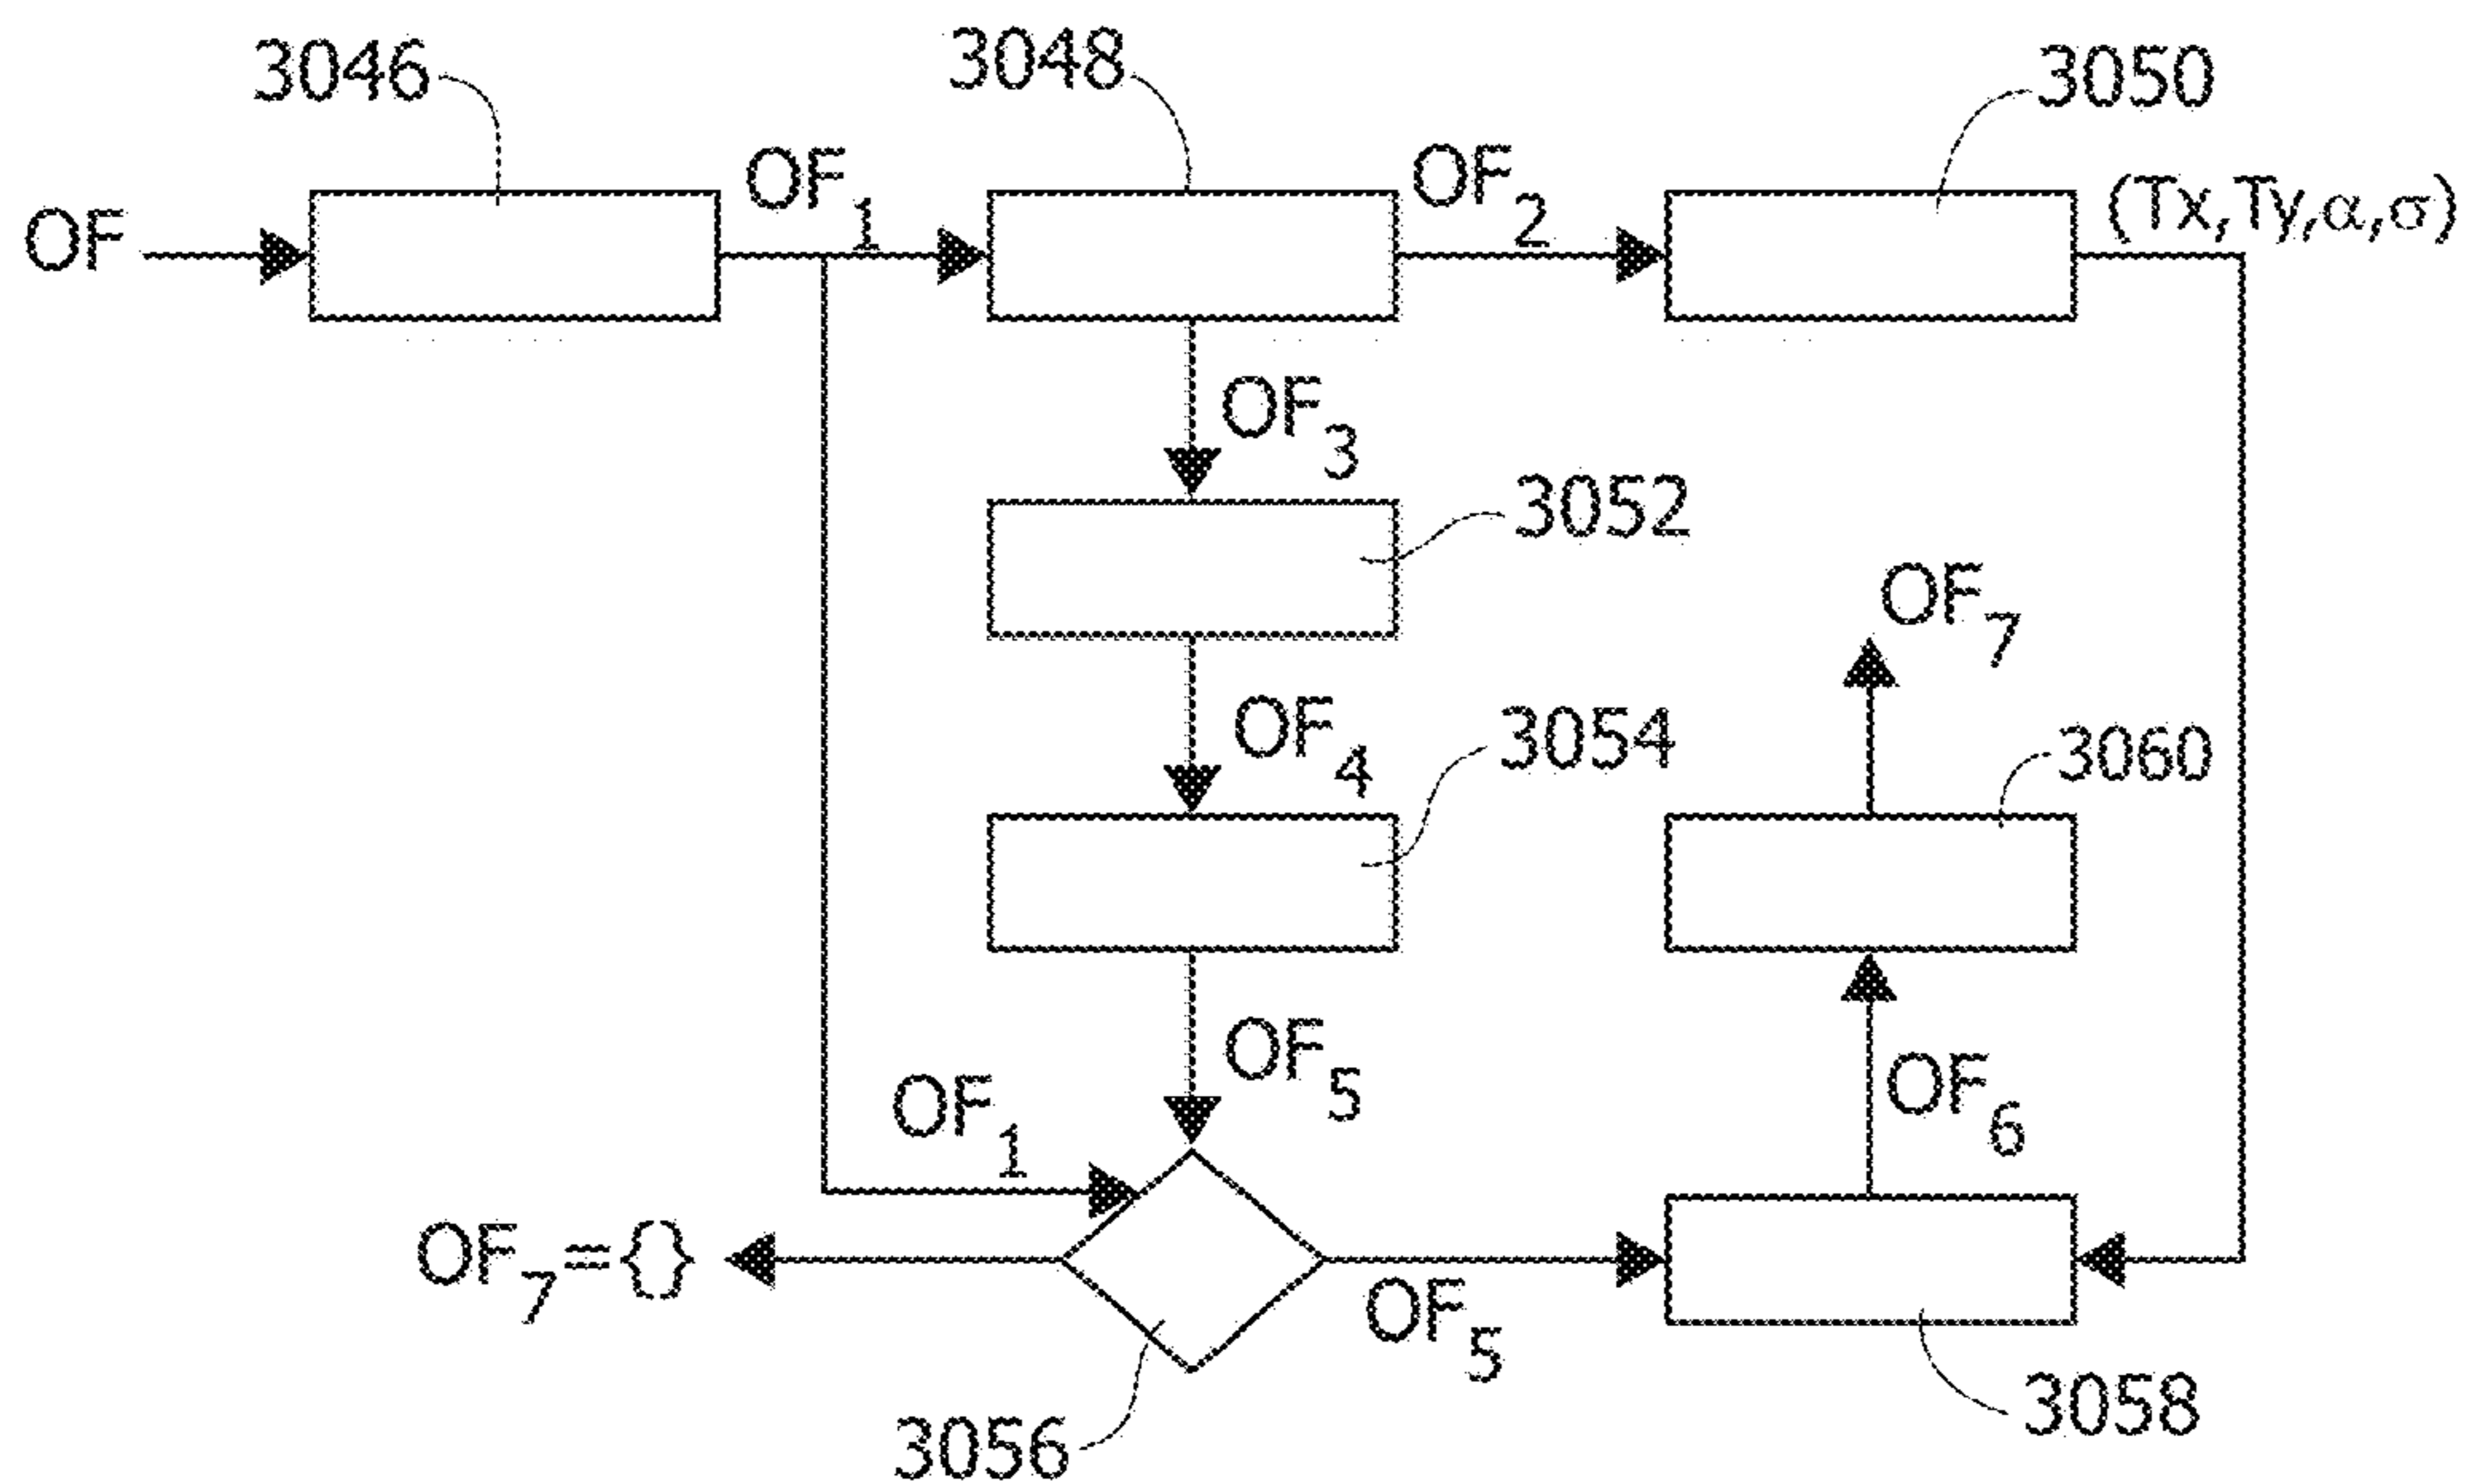 3046
3048
3050
OF
OF₁
OF₂
(Tx,Ty,α,σ)
OF₃
3052
OF₇
OF₄
3054
3060
OF₅
OF₁
OF₆
OF₇={}
OF₅
3056
3058